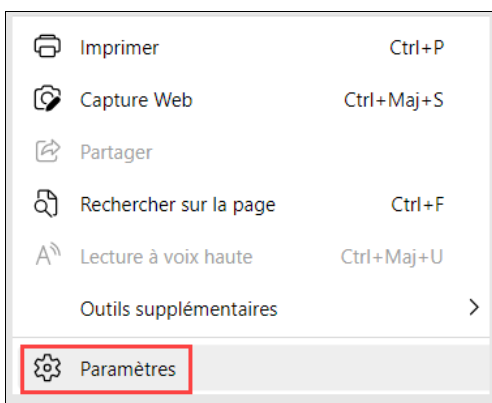 Imprimer Ctrl+P
Capture Web Ctrl+Maj+S
Partager
Rechercher sur la page Ctrl+F
Lecture à voix haute Ctrl+Maj+U
Outils supplémentaires
Paramètres